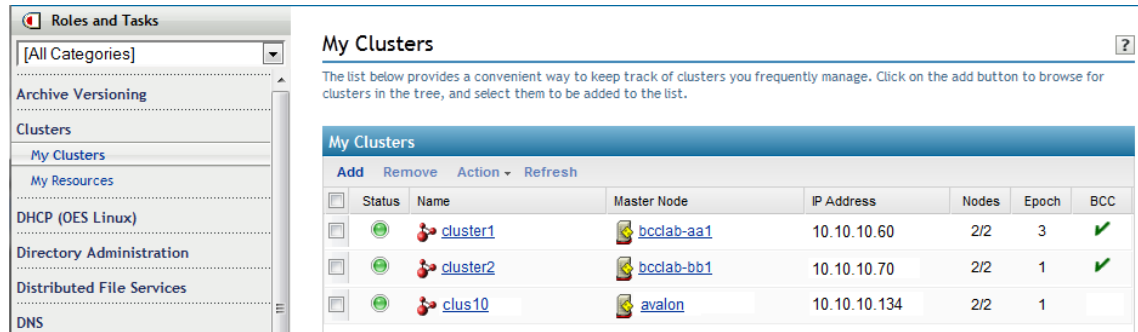 Roles and Tasks
[All Categories]
Archive Versioning
Clusters
My Clusters
My Resources
DHCP (OES Linux)
Directory Administration
Distributed File Services
DNS
My Clusters
?
The list below provides a convenient way to keep track of clusters you frequently manage. Click on the add button to browse for
clusters in the tree, and select them to be added to the list.
My Clusters
Add Remove Action Refresh
Status Name Master Node IP Address Nodes Epoch BCC
cluster1 bcclab-aa1 10.10.10.60 2/2 3
cluster2 bcclab-bb1 10.10.10.70 2/2 1
clus10 avalon 10.10.10.134 2/2 1